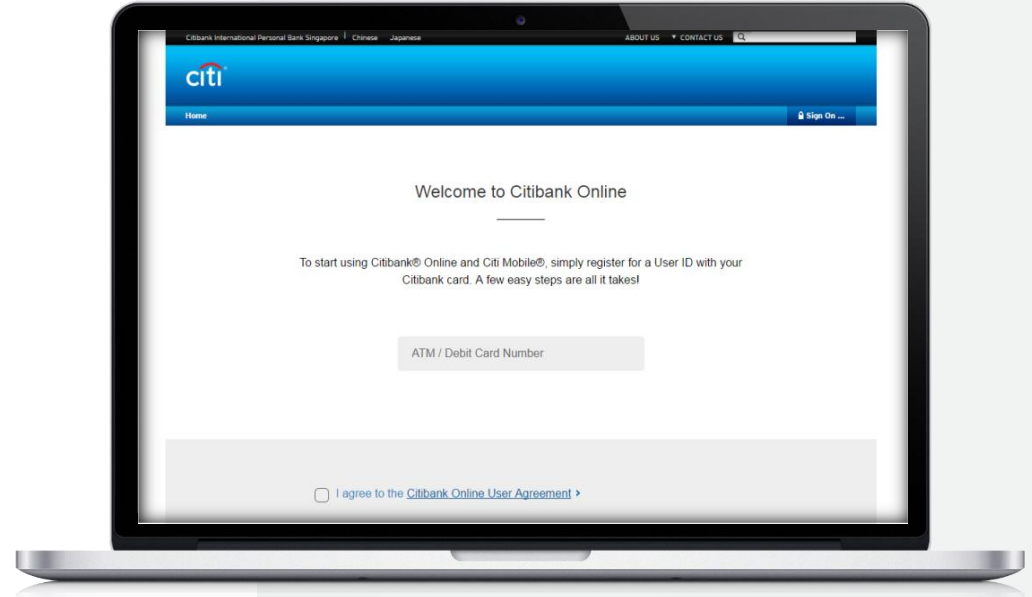 Citibank International Personal Bank Singapore | Chinese Japanese ABOUT US ▼ CONTACT US
citi
Home Sign On ...
Welcome to Citibank Online
To start using Citibank® Online and Citi Mobile®, simply register for a User ID with your
Citibank card. A few easy steps are all it takes!
ATM / Debit Card Number
I agree to the Citibank Online User Agreement ›